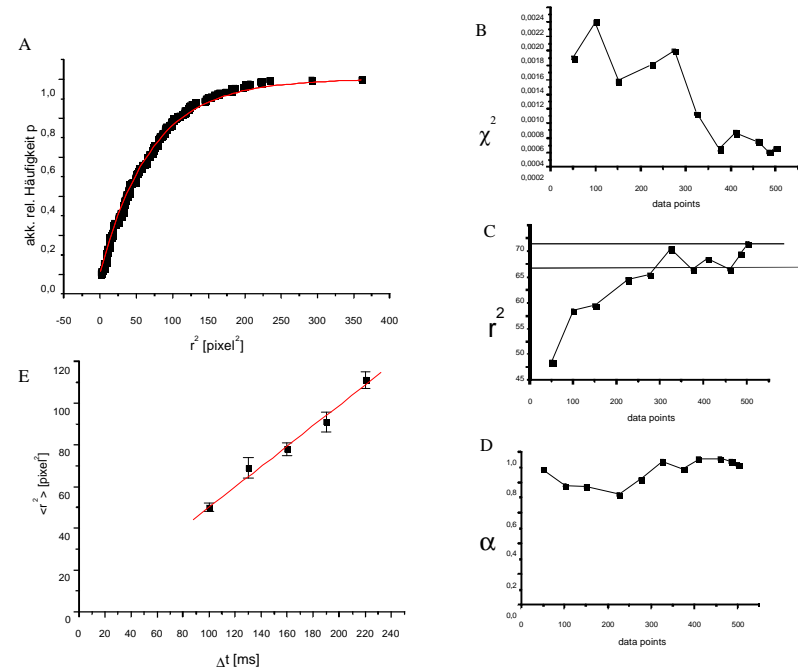 A
akk. rel. Häufigkeit p
1,0
0,8
0,6
0,4
0,2
0,0
-50 0 50 100 150 200 250 300 350 400
r² [pixel²]
B
χ²
0,0024
0,0022
0,0020
0,0018
0,0016
0,0014
0,0012
0,0010
0,0008
0,0006
0,0004
0,0002
0 100 200 300 400 500
data points
C
r²
70
65
60
55
50
45
0 100 200 300 400 500
data points
E
<r²> [pixel²]
120
100
80
60
40
20
0
0 20 40 60 80 100 120 140 160 180 200 220 240
Δt [ms]
D
α
1,0
0,8
0,6
0,4
0,2
0,0
0 100 200 300 400 500
data points